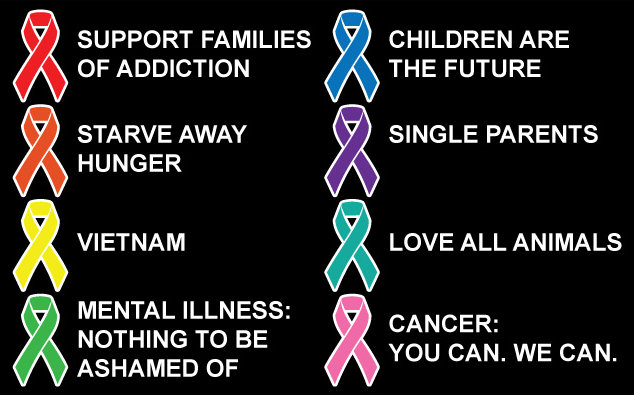 SUPPORT FAMILIES
OF ADDICTION
STARVE AWAY
HUNGER
VIETNAM
MENTAL ILLNESS:
NOTHING TO BE
ASHAMED OF
CHILDREN ARE
THE FUTURE
SINGLE PARENTS
LOVE ALL ANIMALS
CANCER:
YOU CAN. WE CAN.